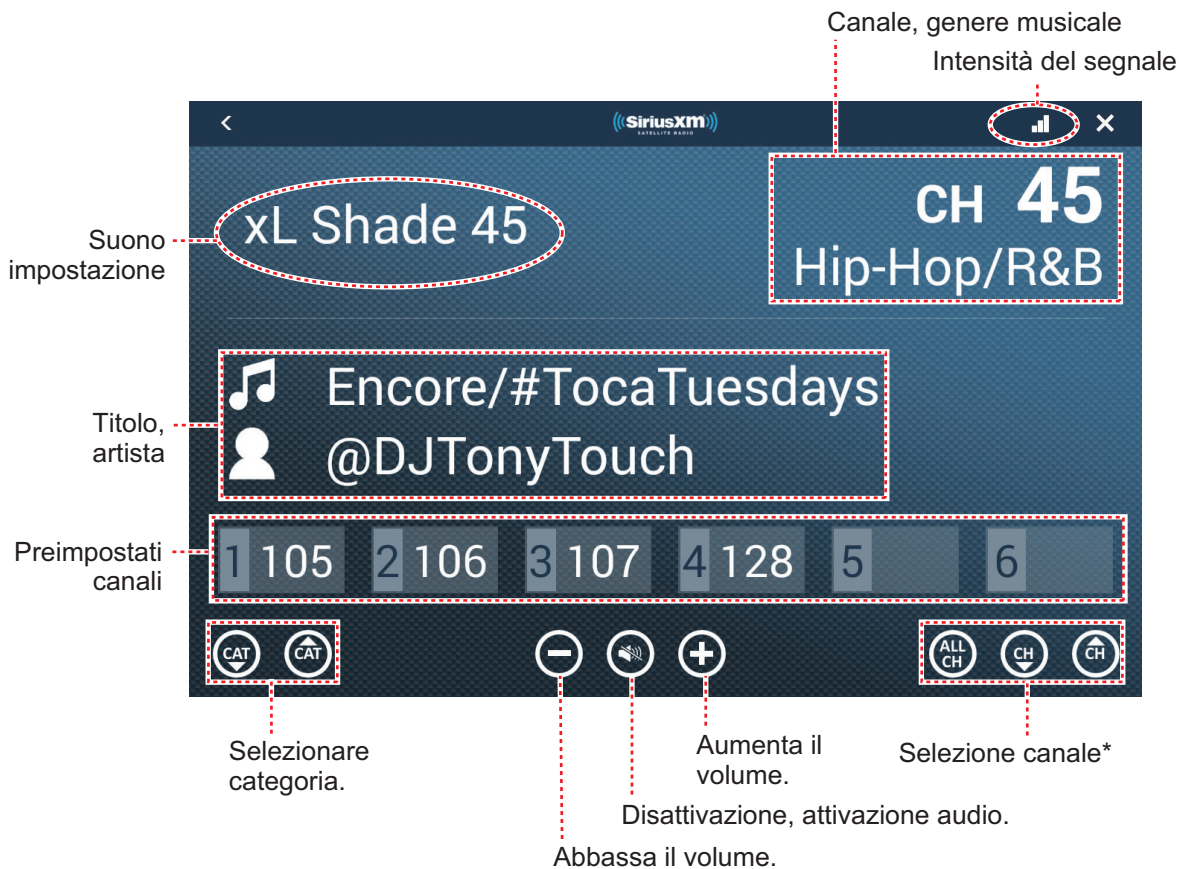 Canale, genere musicale
Intensità del segnale
((SiriusXM))
SATELLITE RADIO
xL Shade 45
CH 45
Hip-Hop/R&B
Suono
impostazione
Encore/#TocaTuesdays
@DJTonyTouch
Titolo,
artista
Preimpostati
canali
1 105 2 106 3 107 4 128 5 6
CAT CAT ALL CH CH CH
Selezionare
categoria.
Aumenta il
volume.
Selezione canale*
Disattivazione, attivazione audio.
Abbassa il volume.